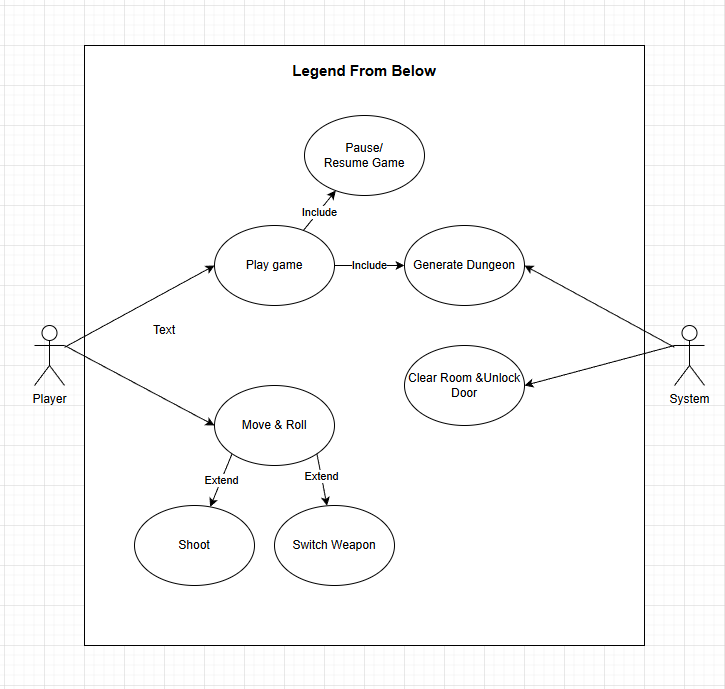 Legend From Below
Pause/
Resume Game
Include
Play game
Include
Generate Dungeon
Text
Player
Clear Room &Unlock
Door
System
Move & Roll
Extend
Extend
Shoot
Switch Weapon